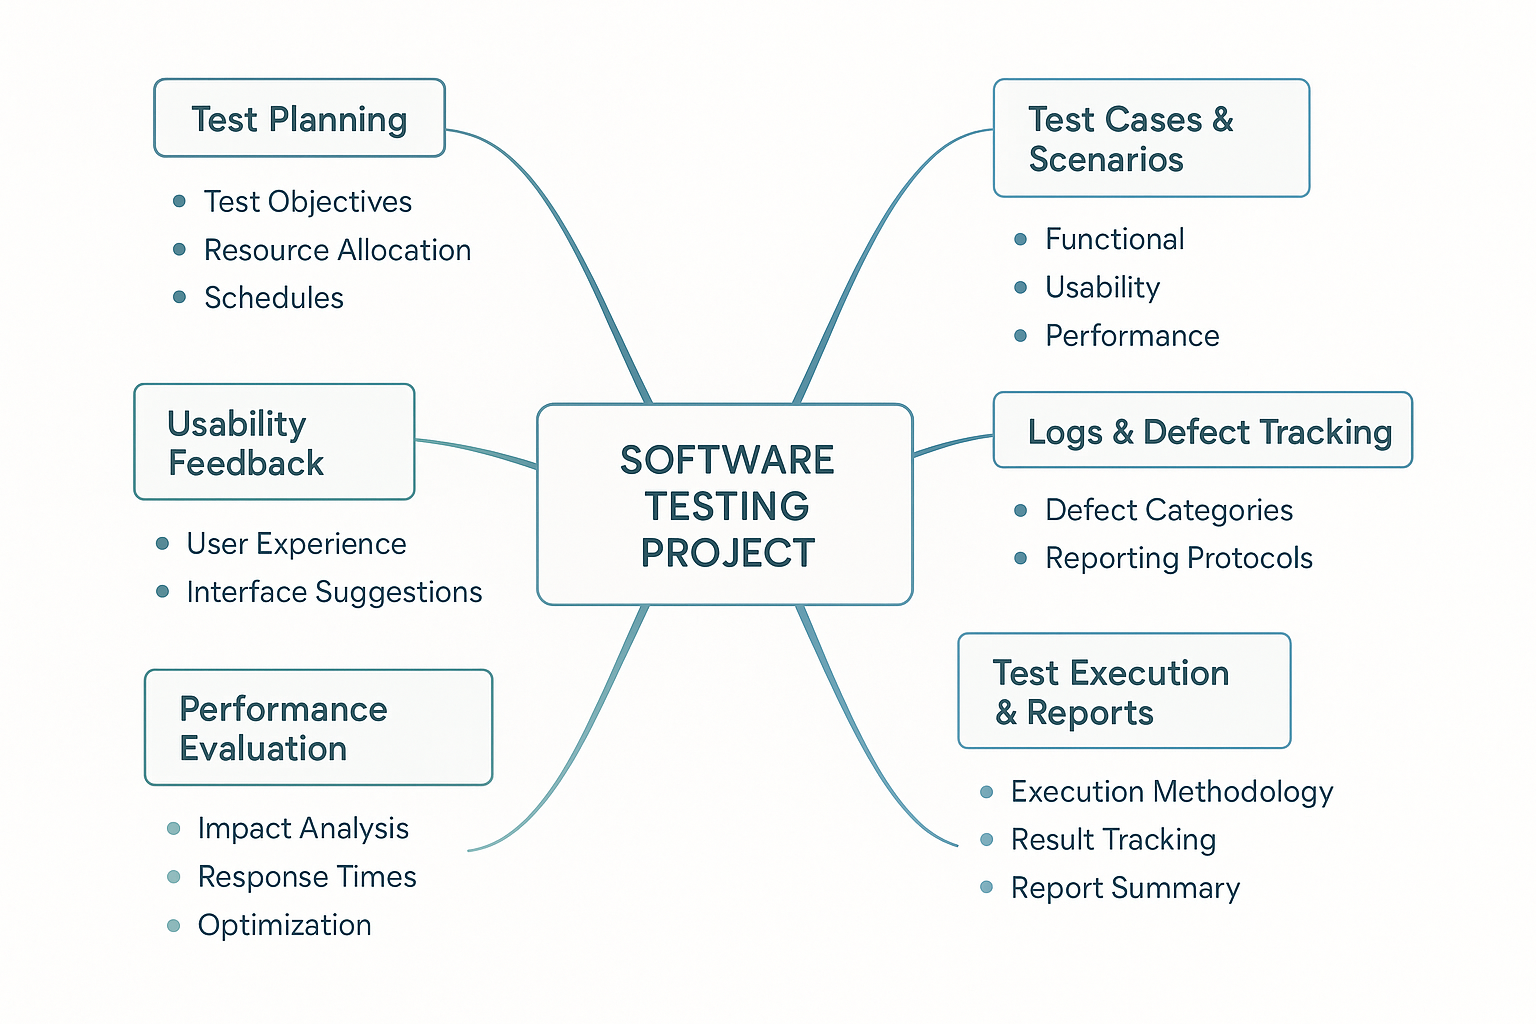 Test Planning
• Test Objectives
• Resource Allocation
• Schedules
Usability
Feedback
• User Experience
• Interface Suggestions
Performance
Evaluation
• Impact Analysis
• Response Times
• Optimization
SOFTWARE
TESTING
PROJECT
Test Cases &
Scenarios
• Functional
• Usability
• Performance
Logs & Defect Tracking
• Defect Categories
• Reporting Protocols
Test Execution
& Reports
• Execution Methodology
• Result Tracking
• Report Summary